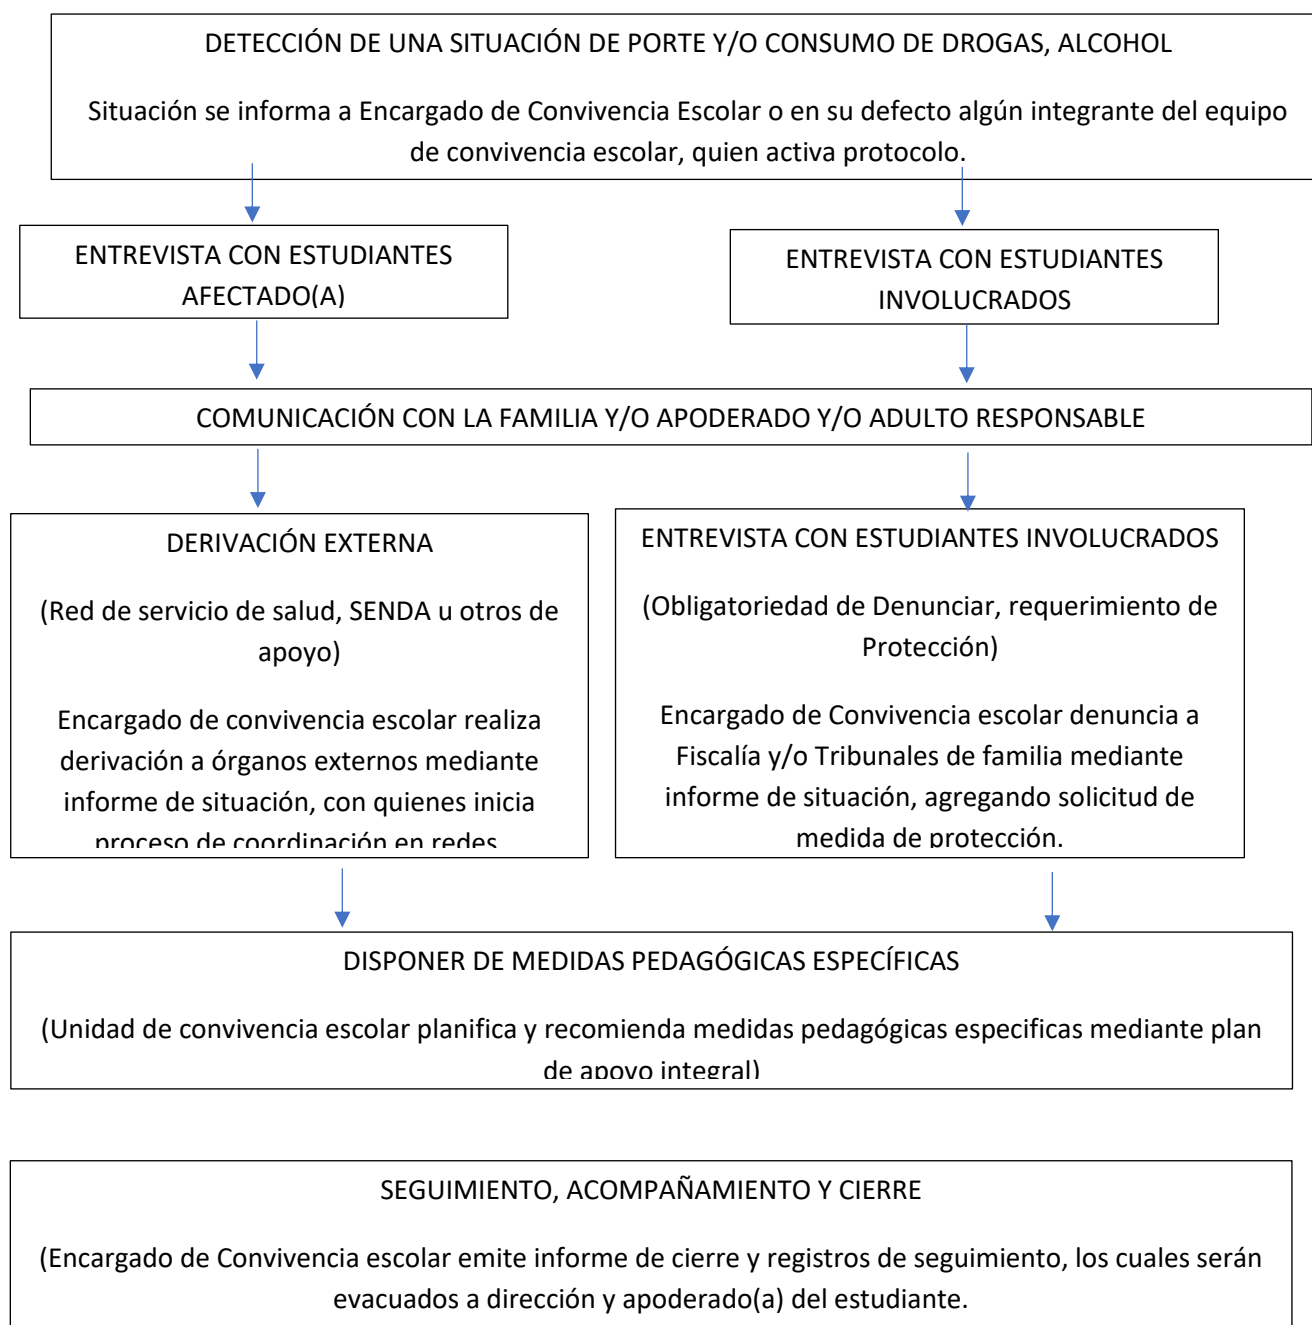 DETECCIÓN DE UNA SITUACIÓN DE PORTE Y/O CONSUMO DE DROGAS, ALCOHOL
Situación se informa a Encargado de Convivencia Escolar o en su defecto algún integrante del equipo
de convivencia escolar, quien activa protocolo.
ENTREVISTA CON ESTUDIANTES
AFECTADO(A)
ENTREVISTA CON ESTUDIANTES
INVOLUCRADOS
COMUNICACIÓN CON LA FAMILIA Y/O APODERADO Y/O ADULTO RESPONSABLE
DERIVACIÓN EXTERNA
(Red de servicio de salud, SENDA u otros de
apoyo)
Encargado de convivencia escolar realiza
derivación a órganos externos mediante
informe de situación, con quienes inicia
proceso de coordinación en redes
ENTREVISTA CON ESTUDIANTES INVOLUCRADOS
(Obligatoriedad de Denunciar, requerimiento de
Protección)
Encargado de Convivencia escolar denuncia a
Fiscalía y/o Tribunales de familia mediante
informe de situación, agregando solicitud de
medida de protección.
DISPONER DE MEDIDAS PEDAGÓGICAS ESPECÍFICAS
(Unidad de convivencia escolar planifica y recomienda medidas pedagógicas especificas mediante plan
de apoyo integral)
SEGUIMIENTO, ACOMPAÑAMIENTO Y CIERRE
(Encargado de Convivencia escolar emite informe de cierre y registros de seguimiento, los cuales serán
evacuados a dirección y apoderado(a) del estudiante.